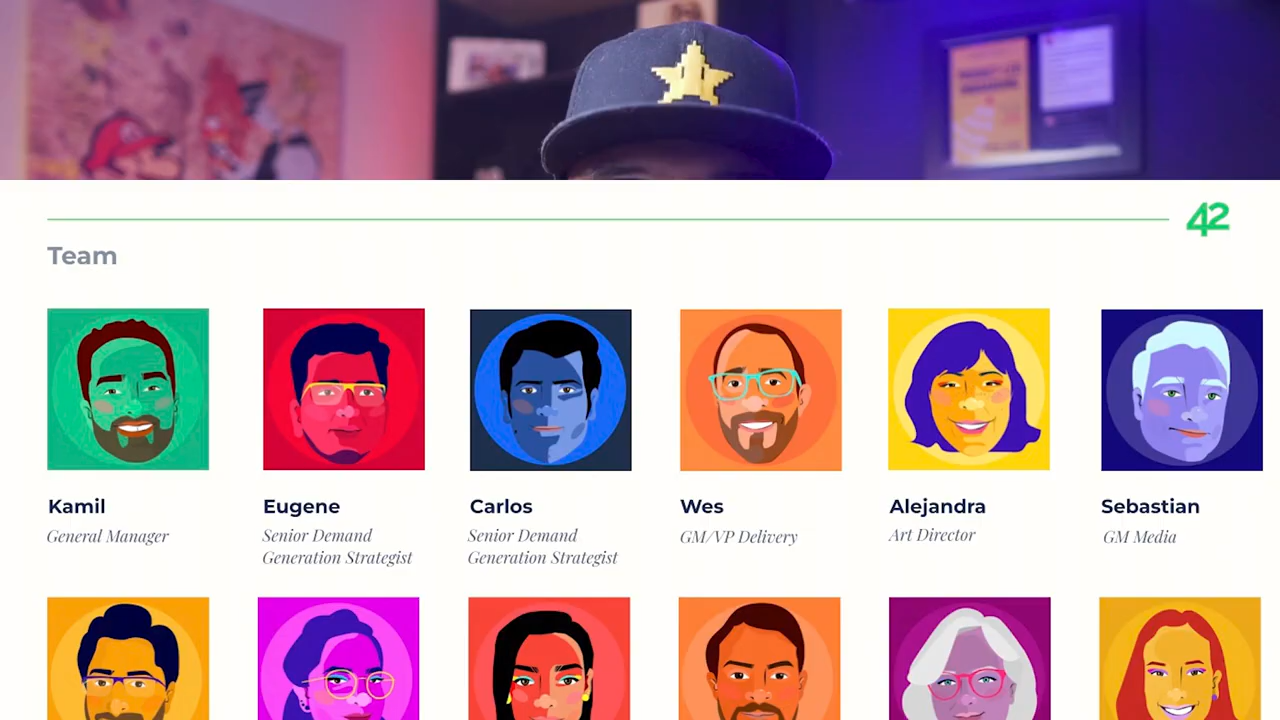 42
Team
Kamil
General Manager
Eugene
Senior Demand
Generation Strategist
Carlos
Senior Demand
Generation Strategist
Wes
GM/VP Delivery
Alejandra
Art Director
Sebastian
GM Media